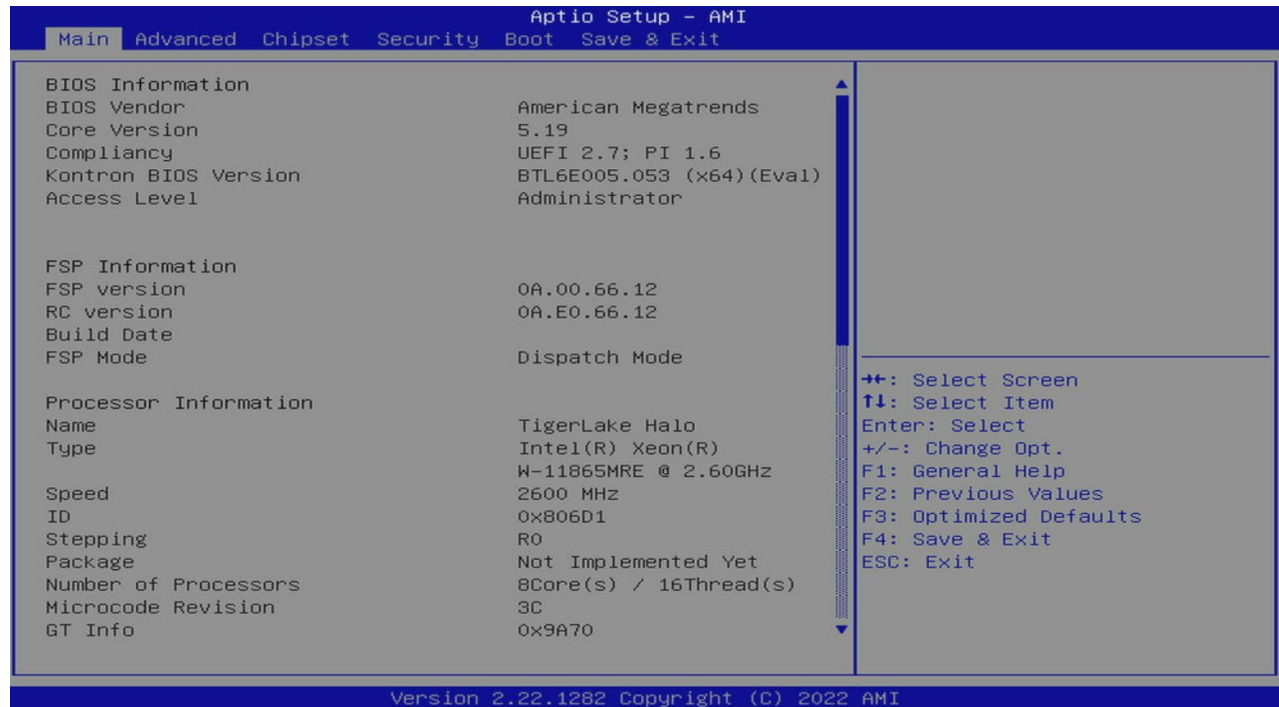 Aptio Setup – AMI
Main Advanced Chipset Security Boot Save & Exit
BIOS Information
BIOS Vendor American Megatrends
Core Version 5.19
Compliancy UEFI 2.7; PI 1.6
Kontron BIOS Version BTL6E005.053 (x64)(Eval)
Access Level Administrator
FSP Information
FSP version 0A.00.66.12
RC version 0A.E0.66.12
Build Date
FSP Mode Dispatch Mode
Processor Information
Name TigerLake Halo
Type Intel(R) Xeon(R)
W-11865MRE @ 2.60GHz
Speed 2600 MHz
ID 0x806D1
Stepping R0
Package Not Implemented Yet
Number of Processors 8Core(s) / 16Thread(s)
Microcode Revision 3C
GT Info 0x9A70
→←: Select Screen
↑↓: Select Item
Enter: Select
+/-: Change Opt.
F1: General Help
F2: Previous Values
F3: Optimized Defaults
F4: Save & Exit
ESC: Exit
Version 2.22.1282 Copyright (C) 2022 AMI